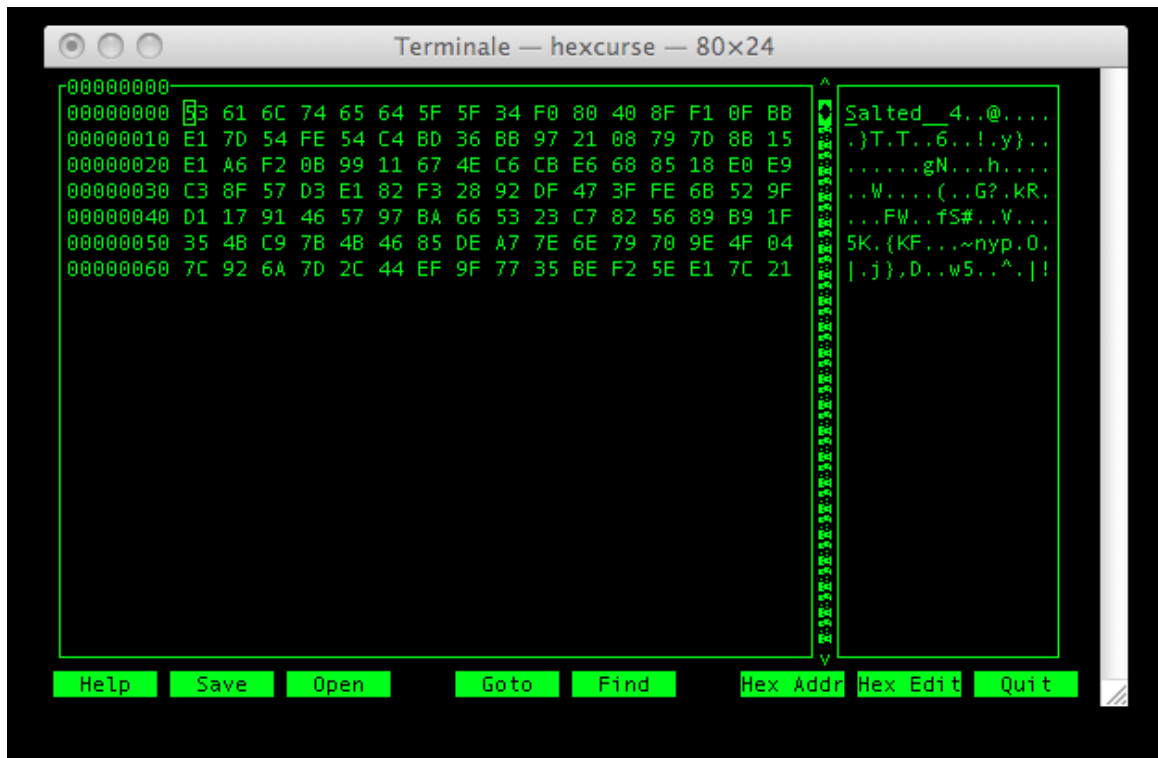 Terminale — hexcurse — 80×24
00000000
00000000 53 61 6C 74 65 64 5F 5F 34 F0 80 40 8F F1 0F BB Salted__4..@....
00000010 E1 7D 54 FE 54 C4 BD 36 BB 97 21 08 79 7D 8B 15 .}T.T..6..!.y}..
00000020 E1 A6 F2 0B 99 11 67 4E C6 CB E6 68 85 18 E0 E9 ......gN...h....
00000030 C3 8F 57 D3 E1 82 F3 28 92 DF 47 3F FE 6B 52 9F ..W....(..G?.kR.
00000040 D1 17 91 46 57 97 BA 66 53 23 C7 82 56 89 B9 1F ...FW..fS#..V...
00000050 35 4B C9 7B 4B 46 85 DE A7 7E 6E 79 70 9E 4F 04 5K.{KF...~nyp.O.
00000060 7C 92 6A 7D 2C 44 EF 9F 77 35 BE F2 5E E1 7C 21 |.j},D..w5..^.|!
Help Save Open Goto Find Hex Addr Hex Edit Quit